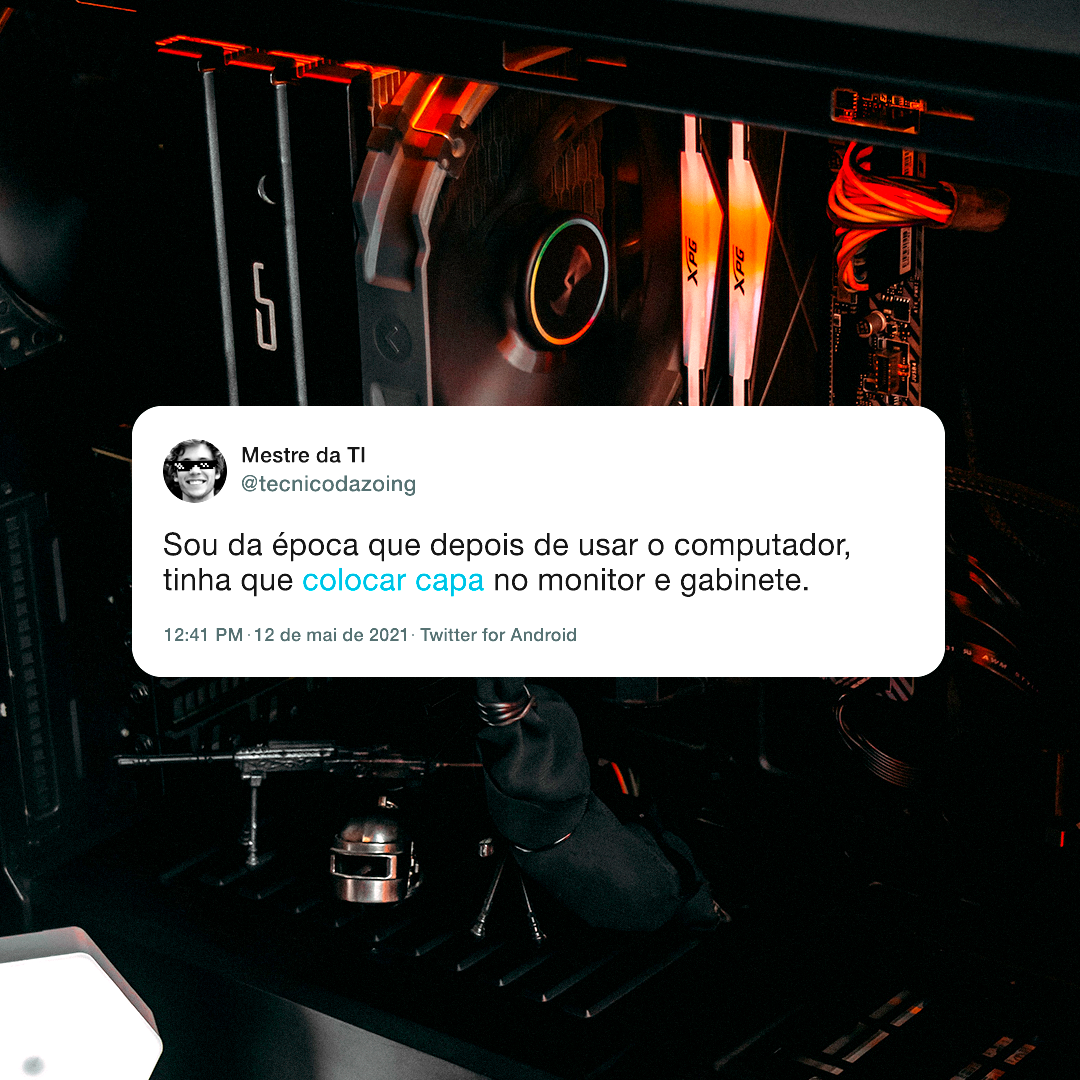 S
XPG
XPG
Mestre da TI
@tecnicodazoing
Sou da época que depois de usar o computador,
tinha que colocar capa no monitor e gabinete.
12:41 PM · 12 de mai de 2021 · Twitter for Android
AWM